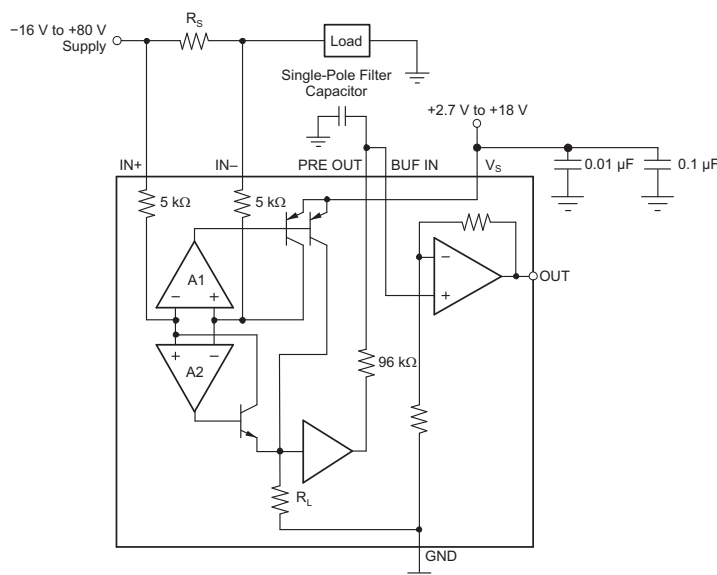 −16 V to +80 V
Supply
R_S
Load
Single-Pole Filter
Capacitor
+2.7 V to +18 V
IN+
IN−
PRE OUT
BUF IN
V_S
0.01 µF
0.1 µF
5 kΩ
5 kΩ
A1
− +
−
+
OUT
+ −
A2
96 kΩ
R_L
GND